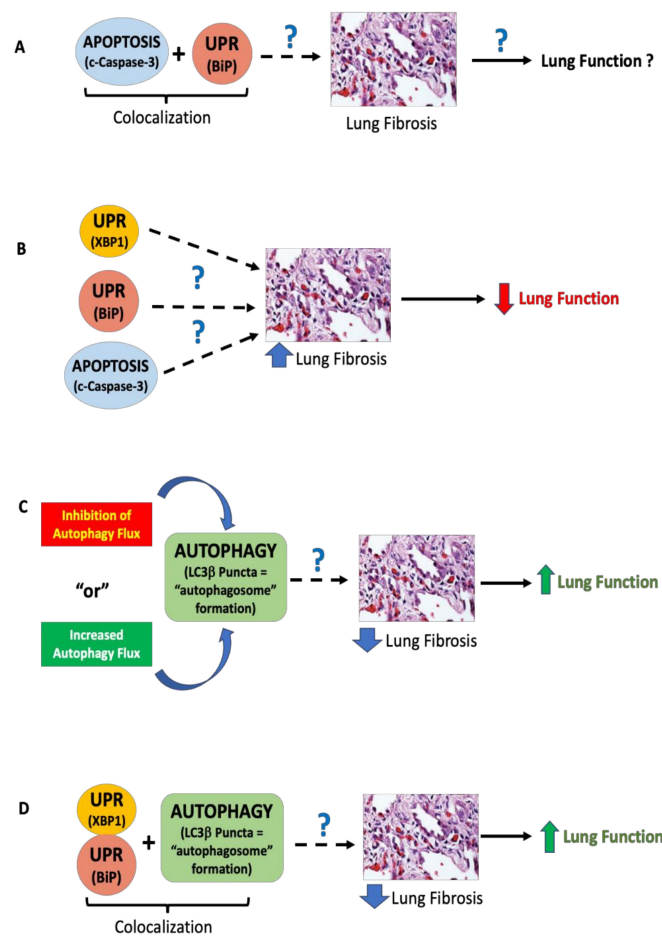 A
APOPTOSIS
(c-Caspase-3)
+
UPR
(BiP)
?
?
Lung Function ?
Colocalization
Lung Fibrosis
B
UPR
(XBP1)
?
UPR
(BiP)
?
APOPTOSIS
(c-Caspase-3)
Lung Fibrosis
Lung Function
C
Inhibition of
Autophagy Flux
"or"
Increased
Autophagy Flux
AUTOPHAGY
(LC3β Puncta =
"autophagosome"
formation)
?
Lung Fibrosis
Lung Function
D
UPR
(XBP1)
UPR
(BiP)
+
AUTOPHAGY
(LC3β Puncta =
"autophagosome"
formation)
?
Colocalization
Lung Fibrosis
Lung Function